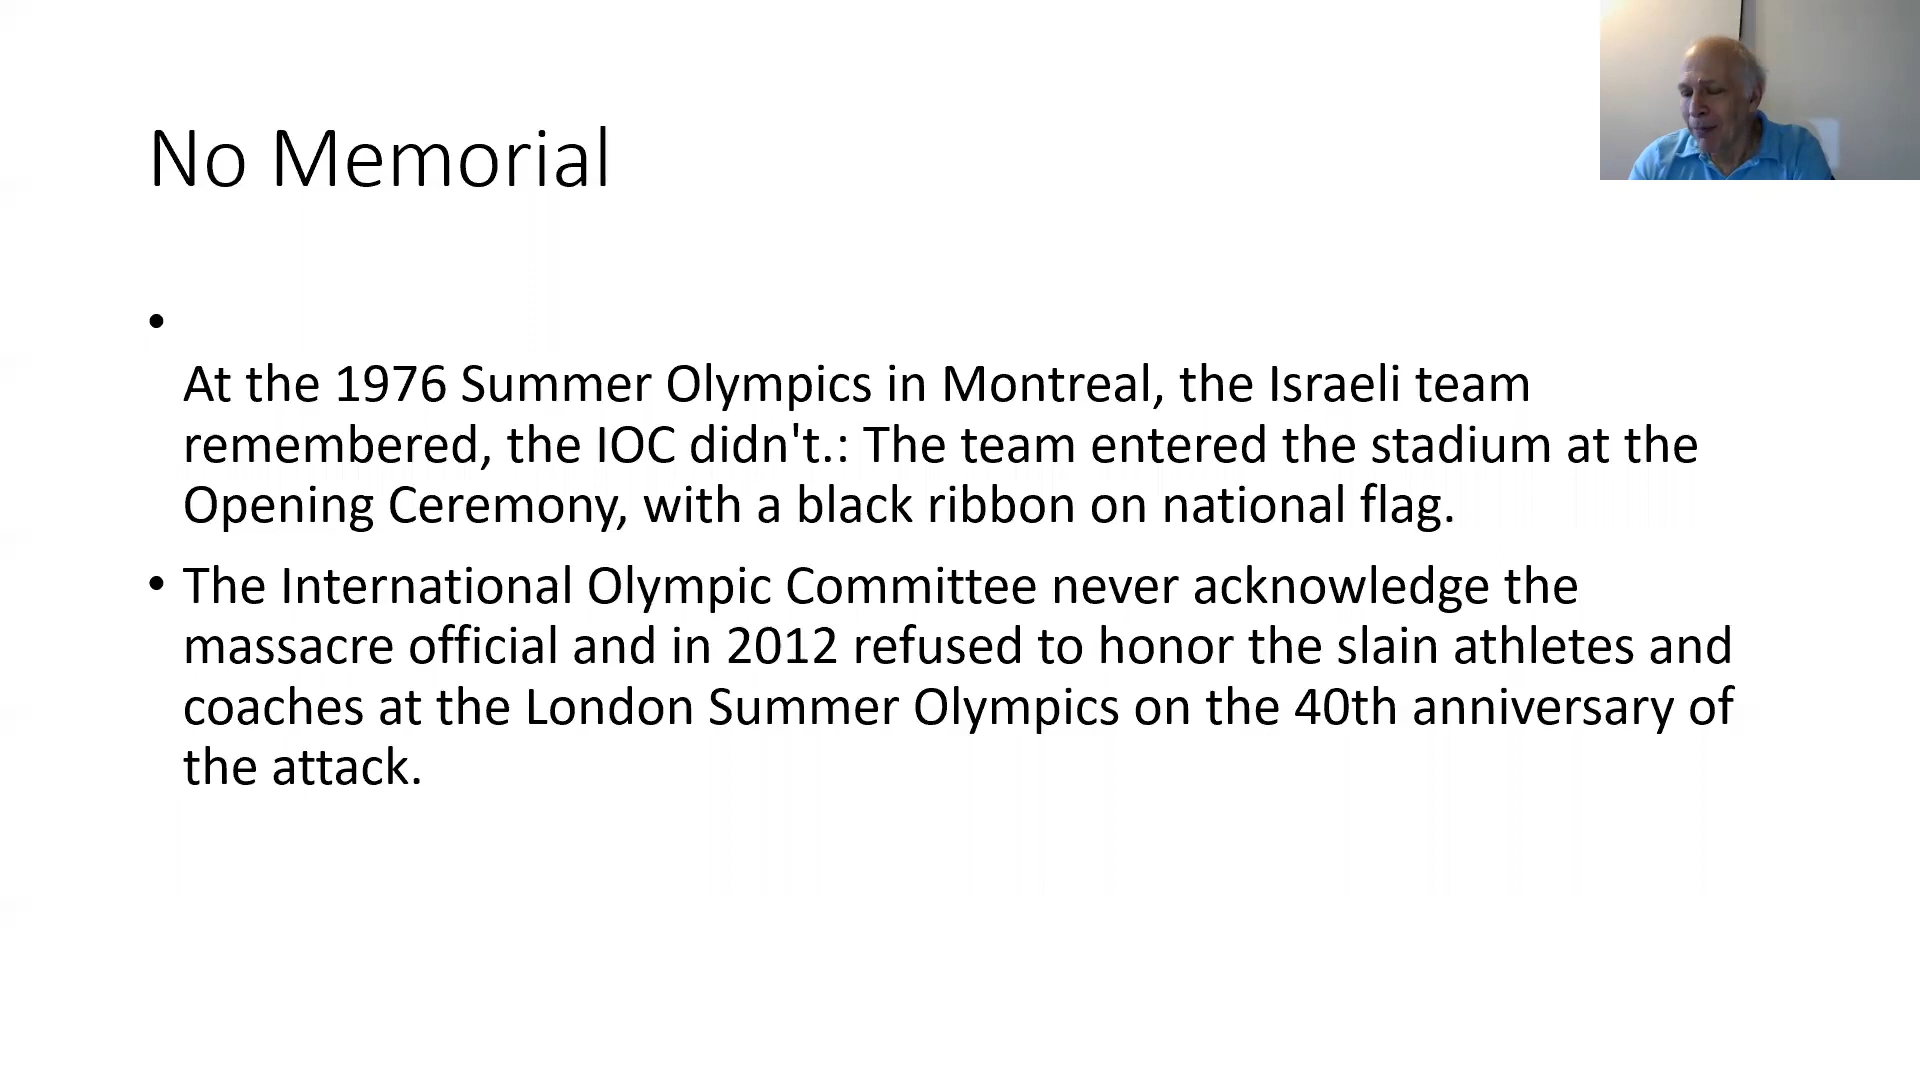 No Memorial
•
At the 1976 Summer Olympics in Montreal, the Israeli team
remembered, the IOC didn't.: The team entered the stadium at the
Opening Ceremony, with a black ribbon on national flag.
• The International Olympic Committee never acknowledge the
massacre official and in 2012 refused to honor the slain athletes and
coaches at the London Summer Olympics on the 40th anniversary of
the attack.